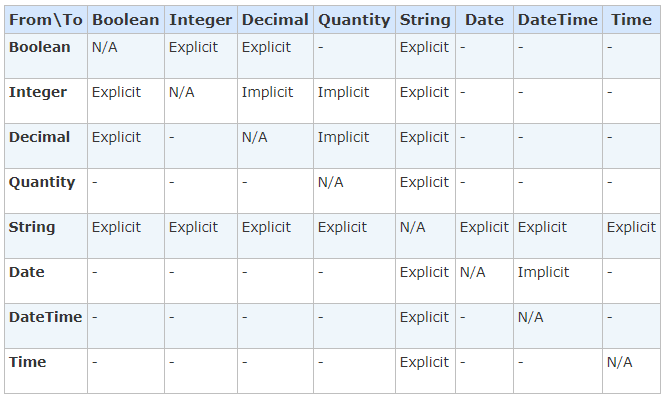 From\To Boolean Integer Decimal Quantity String Date DateTime Time
Boolean N/A Explicit Explicit - Explicit - - -
Integer Explicit N/A Implicit Implicit Explicit - - -
Decimal Explicit - N/A Implicit Explicit - - -
Quantity - - - N/A Explicit - - -
String Explicit Explicit Explicit Explicit N/A Explicit Explicit Explicit
Date - - - - Explicit N/A Implicit -
DateTime - - - - Explicit - N/A -
Time - - - - Explicit - - N/A